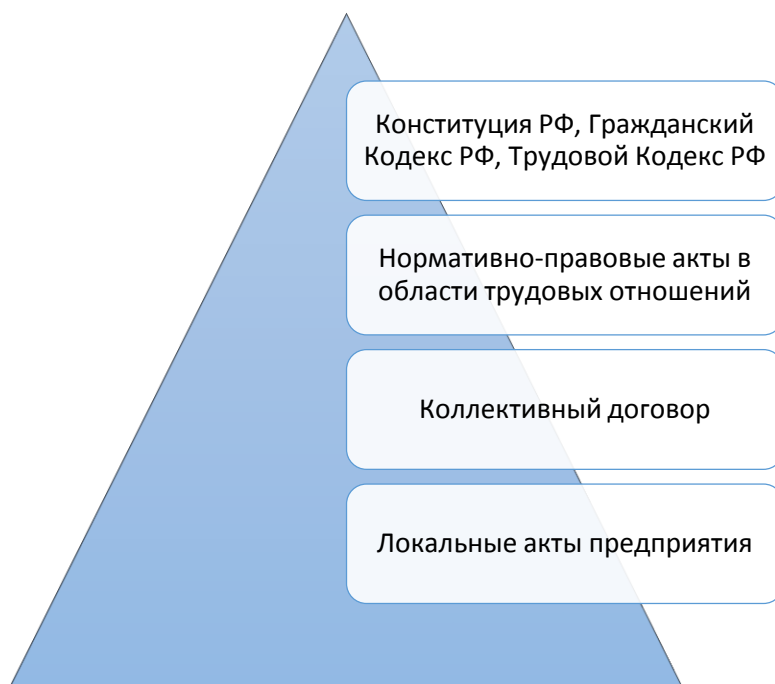 Конституция РФ, Гражданский
Кодекс РФ, Трудовой Кодекс РФ
Нормативно-правовые акты в
области трудовых отношений
Коллективный договор
Локальные акты предприятия